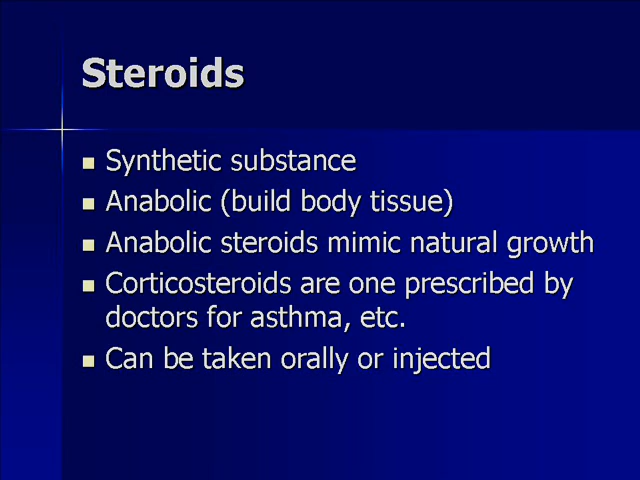 Steroids
Synthetic substance
Anabolic (build body tissue)
Anabolic steroids mimic natural growth
Corticosteroids are one prescribed by
doctors for asthma, etc.
Can be taken orally or injected